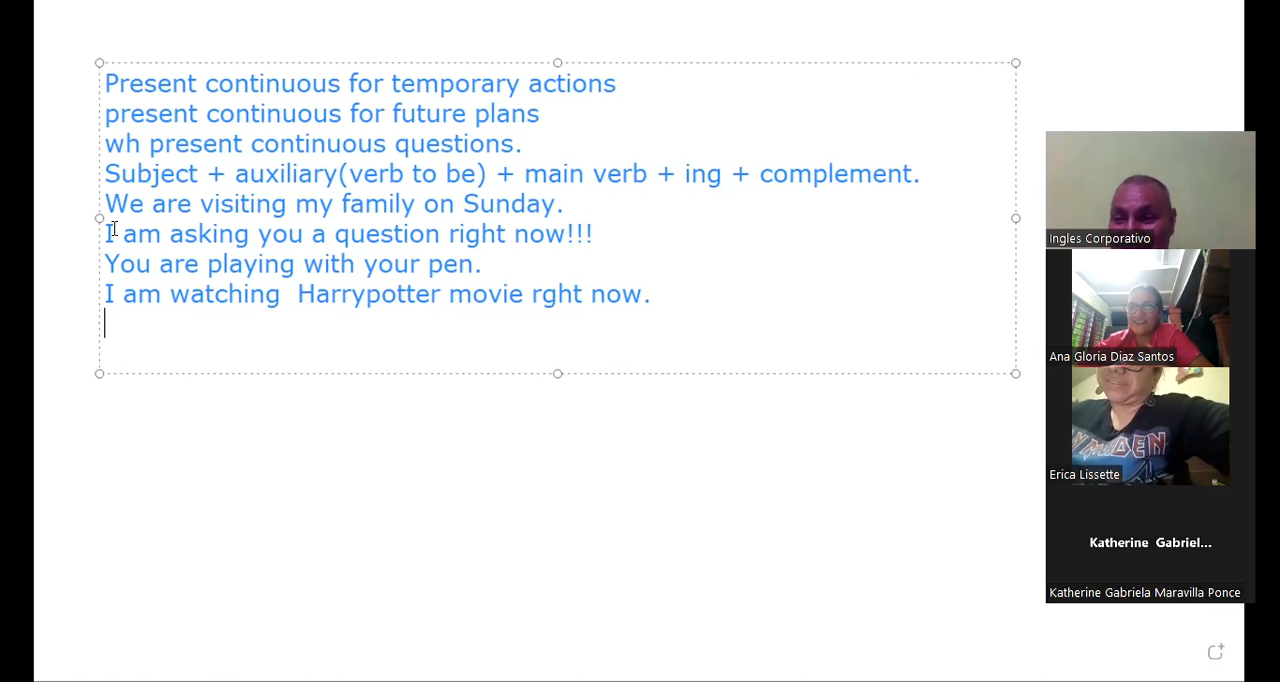 Present continuous for temporary actions
present continuous for future plans
wh present continuous questions.
Subject + auxiliary(verb to be) + main verb + ing + complement.
We are visiting my family on Sunday.
I am asking you a question right now!!!
You are playing with your pen.
I am watching  Harrypotter movie rght now.
Ingles Corporativo
Ana Gloria Diaz Santos
MAIDEN
Erica Lissette
Katherine Gabriel...
Katherine Gabriela Maravilla Ponce